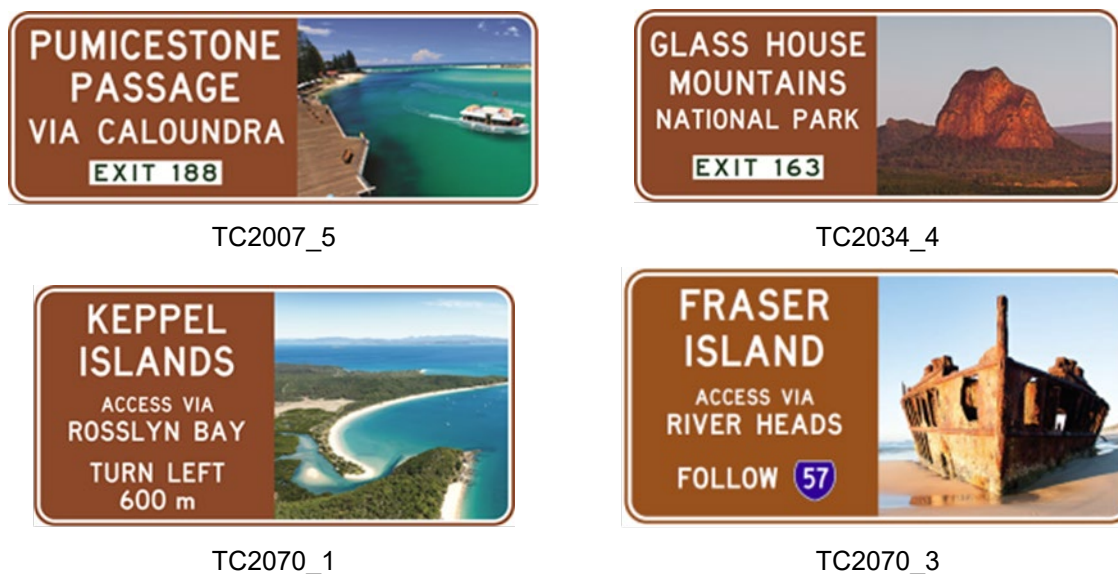 PUMICESTONE
PASSAGE
VIA CALOUNDRA
EXIT 188
TC2007_5
GLASS HOUSE
MOUNTAINS
NATIONAL PARK
EXIT 163
TC2034_4
KEPPEL
ISLANDS
ACCESS VIA
ROSSLYN BAY
TURN LEFT
600 m
TC2070_1
FRASER
ISLAND
ACCESS VIA
RIVER HEADS
FOLLOW 57
TC2070_3